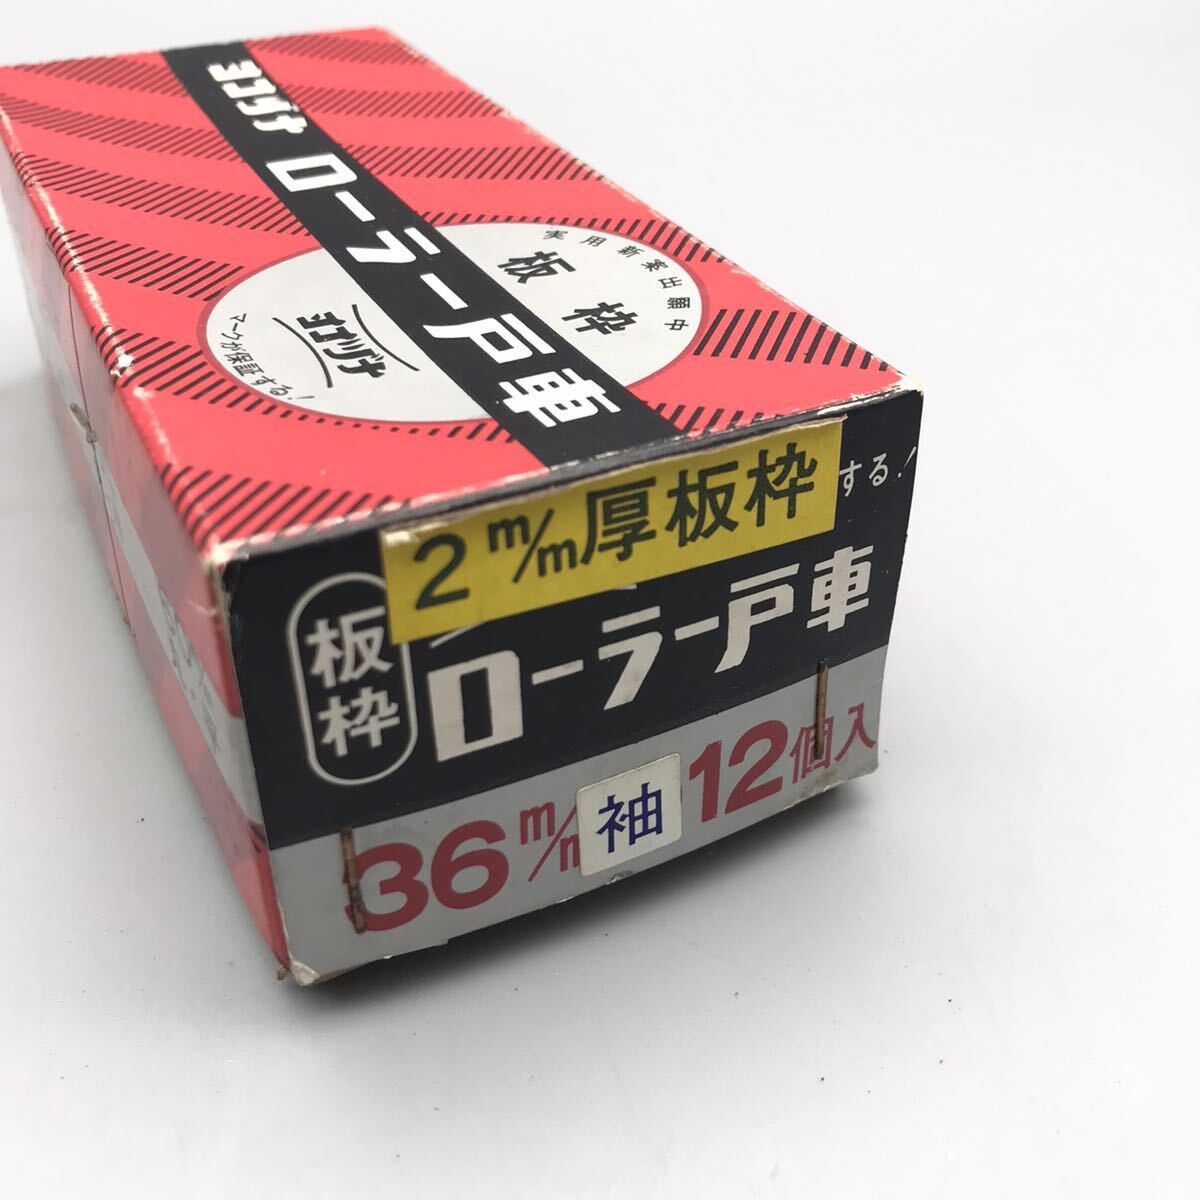 ヨコヅナ ローラー戸車
実用新案出願中
板枠
ヨコヅナ
マークが保証する!
2m/m厚板枠
する!
板枠
ローラー戸車
36m/m
袖
12個入